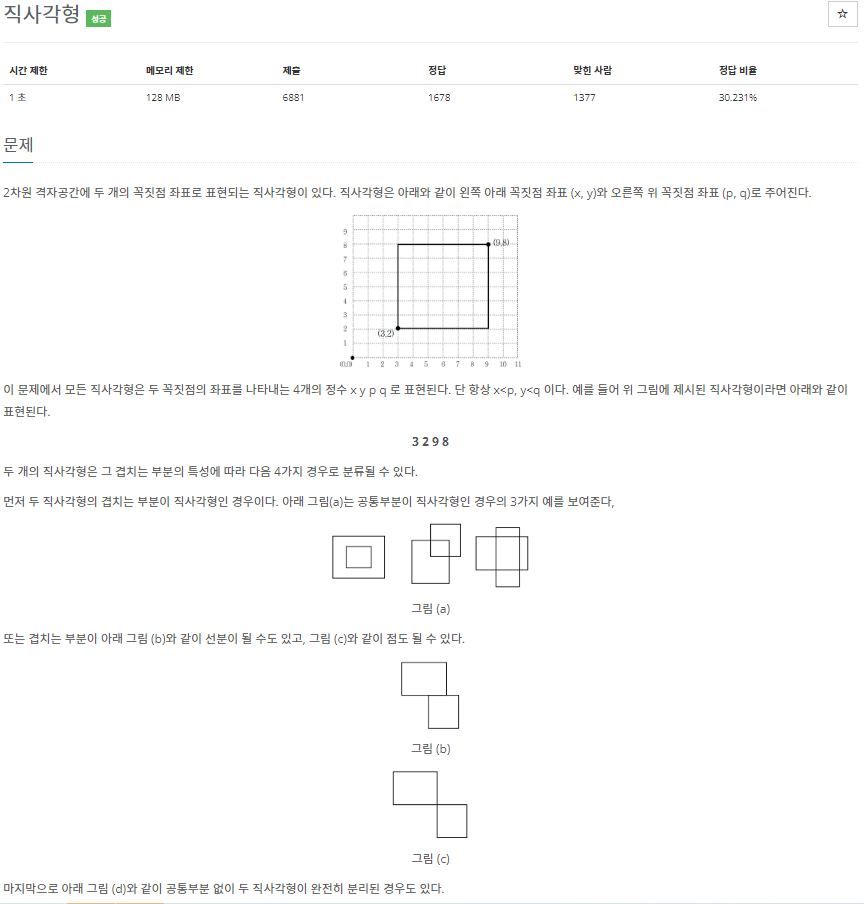 직사각형 성공
☆
시간 제한 메모리 제한 제출 정답 맞힌 사람 정답 비율
1 초 128 MB 6881 1678 1377 30.231%
문제
2차원 격자공간에 두 개의 꼭짓점 좌표로 표현되는 직사각형이 있다. 직사각형은 아래와 같이 왼쪽 아래 꼭짓점 좌표 (x, y)와 오른쪽 위 꼭짓점 좌표 (p, q)로 주어진다.
9
8 (9,8)
7
6
5
4
3
2 (3,2)
1
(0,0) 1 2 3 4 5 6 7 8 9 10 11
이 문제에서 모든 직사각형은 두 꼭짓점의 좌표를 나타내는 4개의 정수 x y p q 로 표현된다. 단 항상 x<p, y<q 이다. 예를 들어 위 그림에 제시된 직사각형이라면 아래와 같이
표현된다.
3 2 9 8
두 개의 직사각형은 그 겹치는 부분의 특성에 따라 다음 4가지 경우로 분류될 수 있다.
먼저 두 직사각형의 겹치는 부분이 직사각형인 경우이다. 아래 그림(a)는 공통부분이 직사각형인 경우의 3가지 예를 보여준다,
그림 (a)
또는 겹치는 부분이 아래 그림 (b)와 같이 선분이 될 수도 있고, 그림 (c)와 같이 점도 될 수 있다.
그림 (b)
그림 (c)
마지막으로 아래 그림 (d)와 같이 공통부분 없이 두 직사각형이 완전히 분리된 경우도 있다.